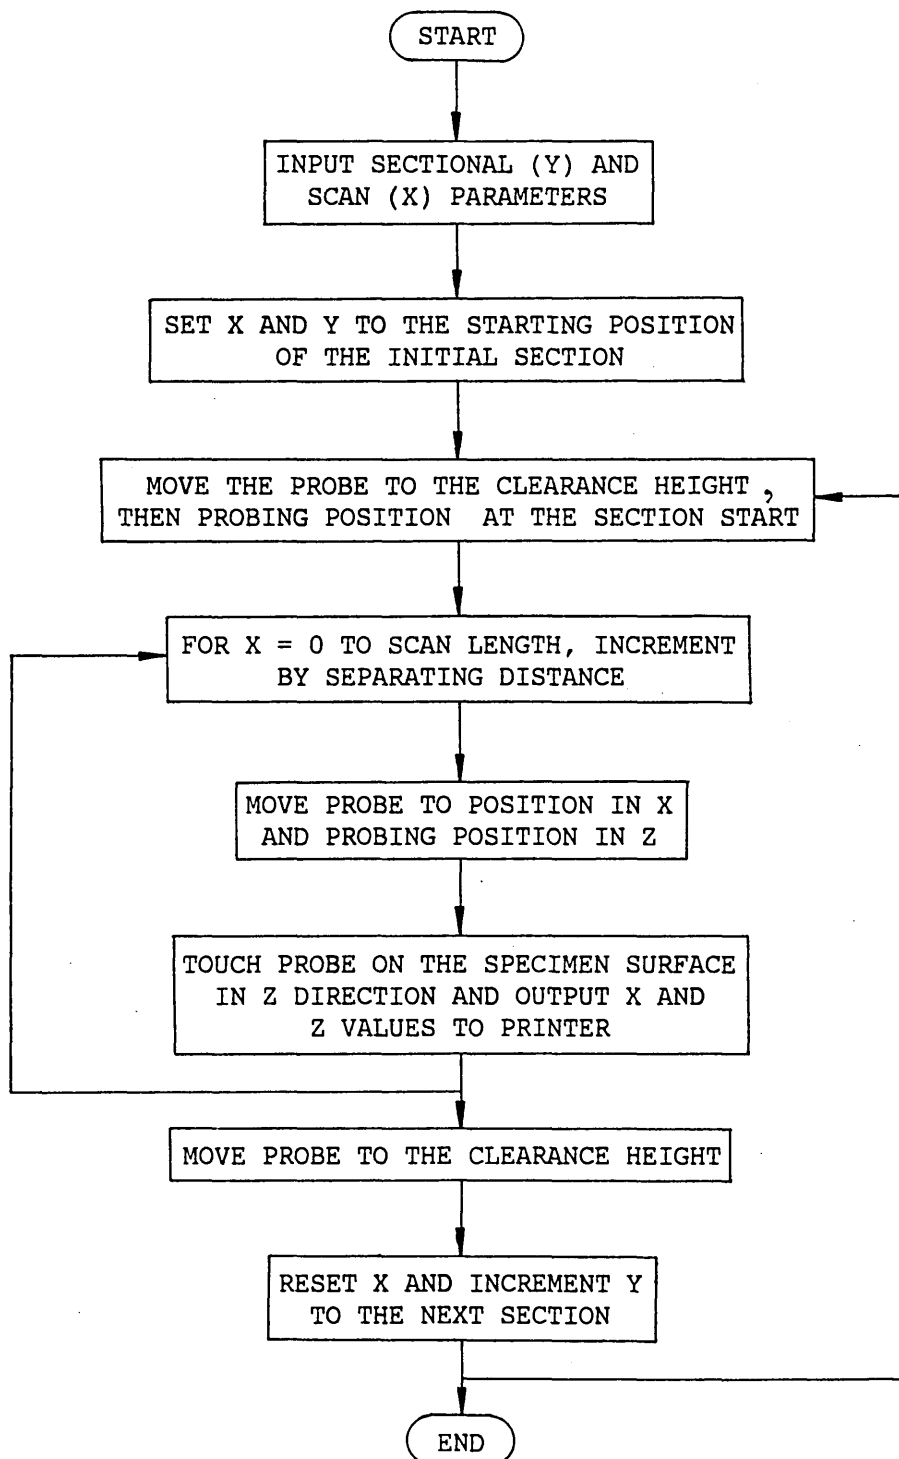 START
INPUT SECTIONAL (Y) AND
SCAN (X) PARAMETERS
SET X AND Y TO THE STARTING POSITION
OF THE INITIAL SECTION
MOVE THE PROBE TO THE CLEARANCE HEIGHT ,
THEN PROBING POSITION AT THE SECTION START
FOR X = 0 TO SCAN LENGTH, INCREMENT
BY SEPARATING DISTANCE
MOVE PROBE TO POSITION IN X
AND PROBING POSITION IN Z
TOUCH PROBE ON THE SPECIMEN SURFACE
IN Z DIRECTION AND OUTPUT X AND
Z VALUES TO PRINTER
MOVE PROBE TO THE CLEARANCE HEIGHT
RESET X AND INCREMENT Y
TO THE NEXT SECTION
END